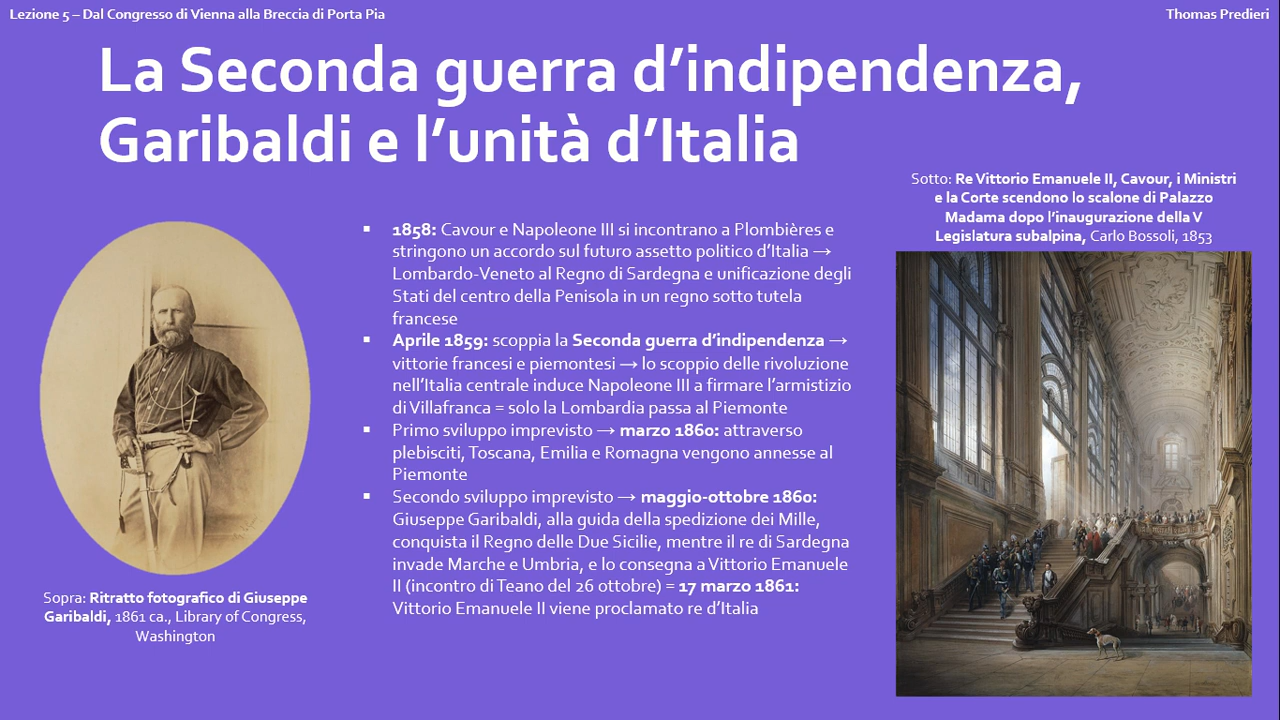 Lezione 5 – Dal Congresso di Vienna alla Breccia di Porta Pia
Thomas Predieri
La Seconda guerra d’indipendenza,
Garibaldi e l’unità d’Italia
Sotto: Re Vittorio Emanuele II, Cavour, i Ministri
e la Corte scendono lo scalone di Palazzo
Madama dopo l’inaugurazione della V
Legislatura subalpina, Carlo Bossoli, 1853
▪ 1858: Cavour e Napoleone III si incontrano a Plombières e
stringono un accordo sul futuro assetto politico d’Italia →
Lombardo-Veneto al Regno di Sardegna e unificazione degli
Stati del centro della Penisola in un regno sotto tutela
francese
▪ Aprile 1859: scoppia la Seconda guerra d’indipendenza →
vittorie francesi e piemontesi → lo scoppio delle rivoluzione
nell’Italia centrale induce Napoleone III a firmare l’armistizio
di Villafranca = solo la Lombardia passa al Piemonte
▪ Primo sviluppo imprevisto → marzo 1860: attraverso
plebisciti, Toscana, Emilia e Romagna vengono annesse al
Piemonte
▪ Secondo sviluppo imprevisto → maggio-ottobre 1860:
Giuseppe Garibaldi, alla guida della spedizione dei Mille,
conquista il Regno delle Due Sicilie, mentre il re di Sardegna
invade Marche e Umbria, e lo consegna a Vittorio Emanuele
II (incontro di Teano del 26 ottobre) = 17 marzo 1861:
Vittorio Emanuele II viene proclamato re d’Italia
Sopra: Ritratto fotografico di Giuseppe
Garibaldi, 1861 ca., Library of Congress,
Washington